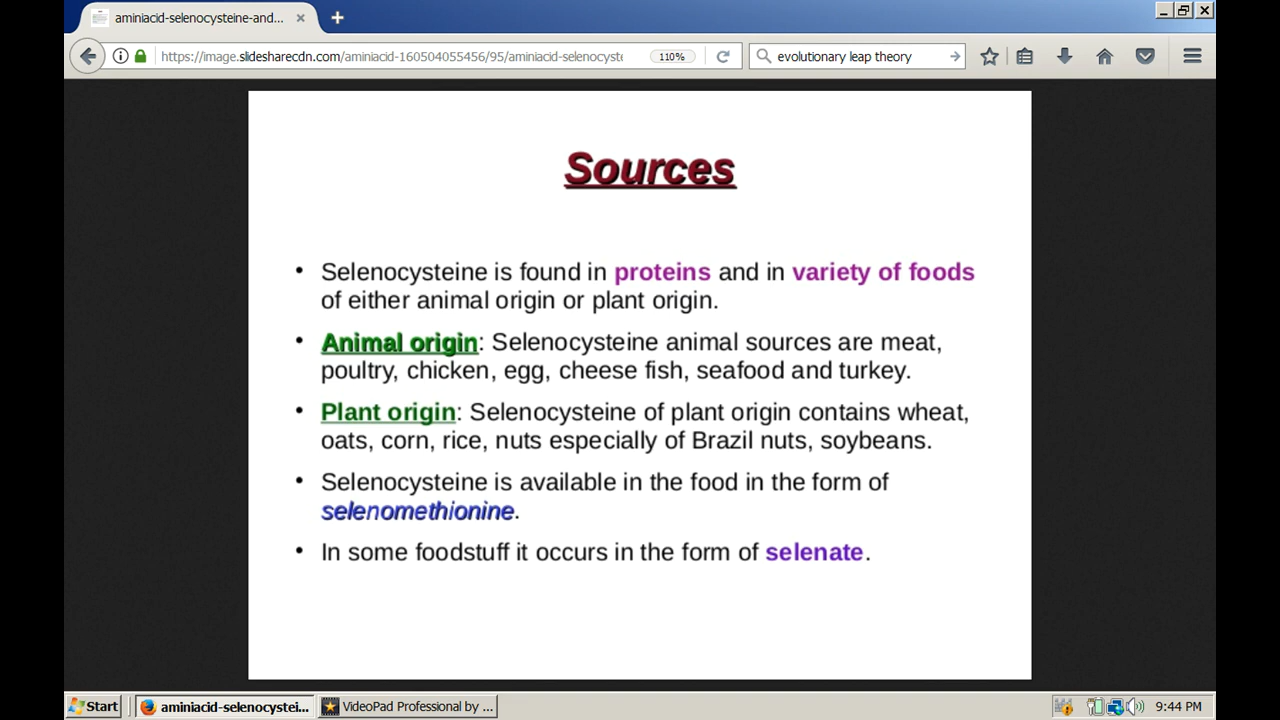 aminiacid-selenocysteine-and...
https://image.slidesharecdn.com/aminiacid-160504055456/95/aminiacid-selenocyste
110%
evolutionary leap theory
Sources
• Selenocysteine is found in proteins and in variety of foods
of either animal origin or plant origin.
• Animal origin: Selenocysteine animal sources are meat,
poultry, chicken, egg, cheese fish, seafood and turkey.
• Plant origin: Selenocysteine of plant origin contains wheat,
oats, corn, rice, nuts especially of Brazil nuts, soybeans.
• Selenocysteine is available in the food in the form of
selenomethionine.
• In some foodstuff it occurs in the form of selenate.
Start
aminiacid-selenocystei...
VideoPad Professional by ...
9:44 PM